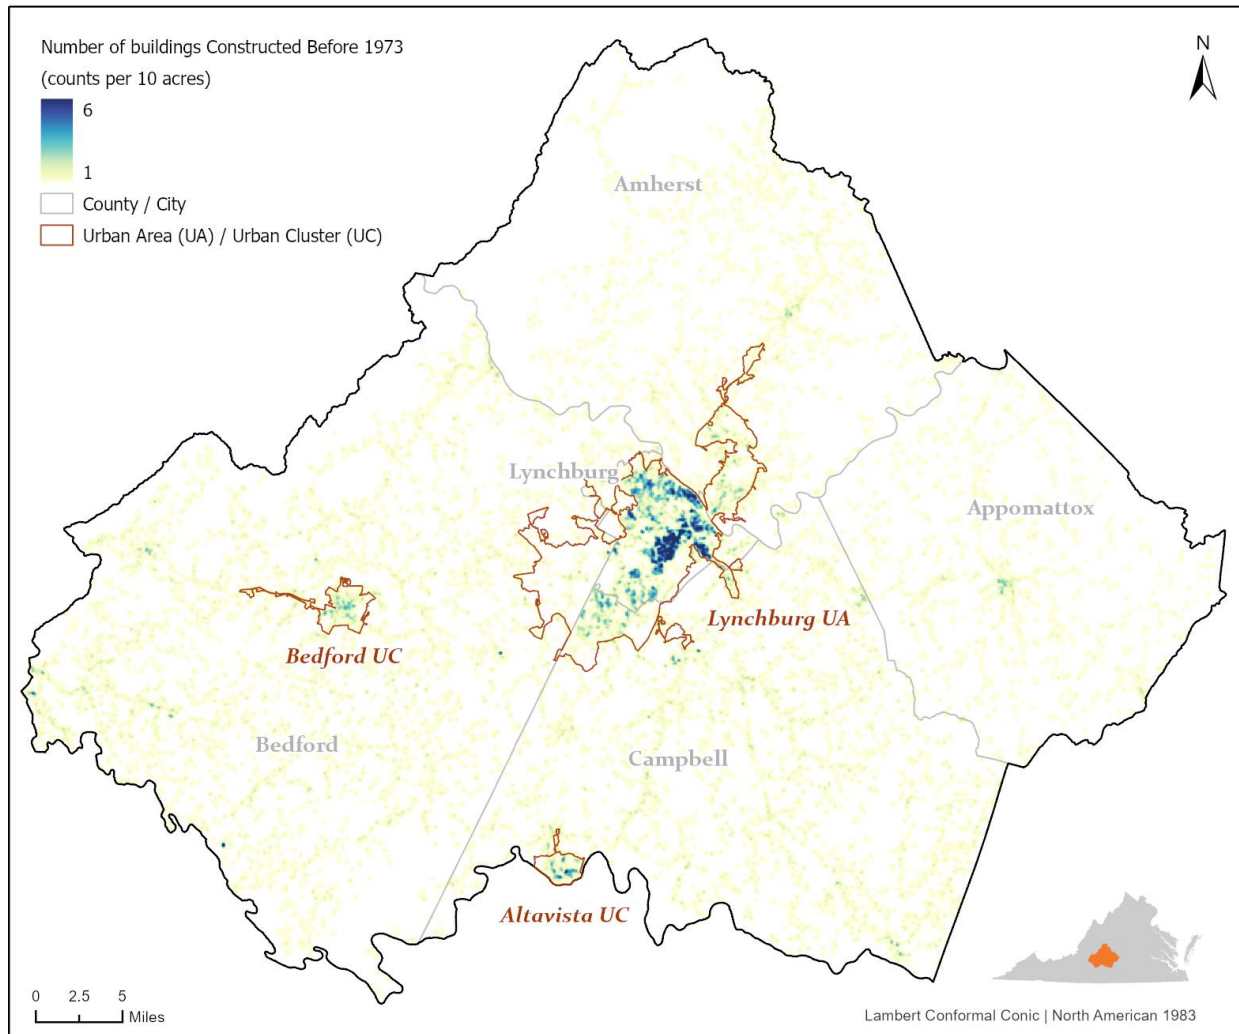 Number of buildings Constructed Before 1973
(counts per 10 acres)
6
1
County / City
Urban Area (UA) / Urban Cluster (UC)
N
Amherst
Lynchburg
Appomattox
Lynchburg UA
Bedford UC
Bedford
Campbell
Altavista UC
0 2.5 5
Miles
Lambert Conformal Conic | North American 1983